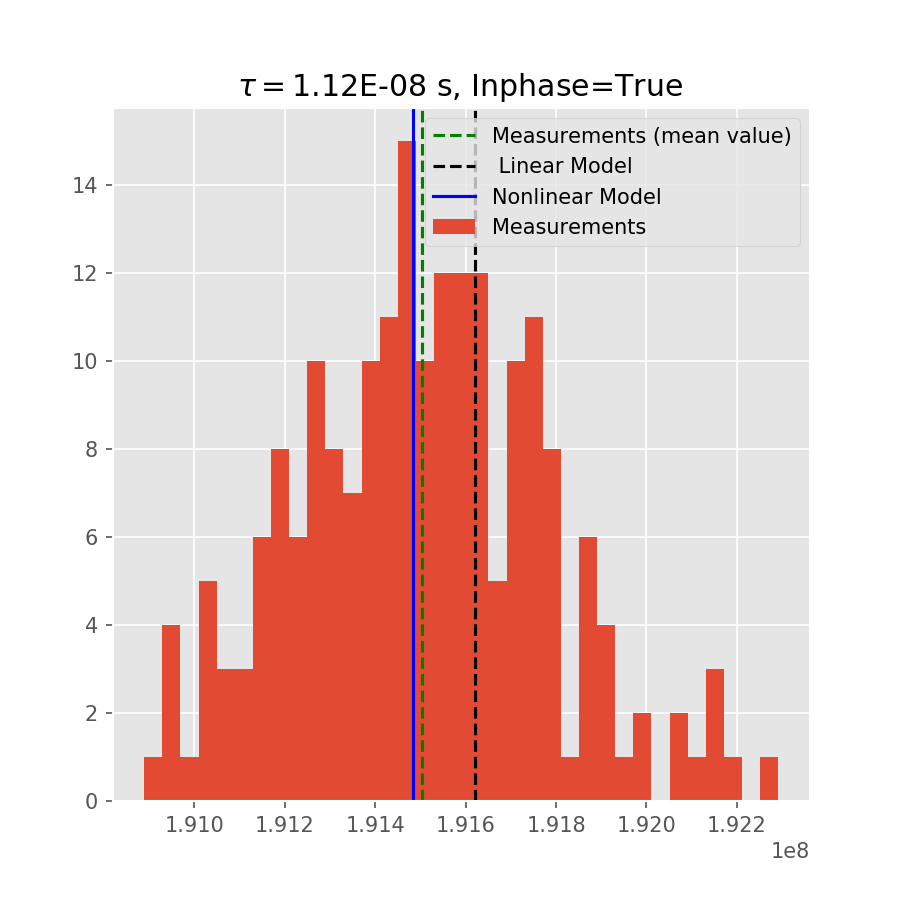 τ = 1.12E-08 s, Inphase=True
Measurements (mean value)
Linear Model
Nonlinear Model
Measurements
14
12
10
8
6
4
2
0
1.910 1.912 1.914 1.916 1.918 1.920 1.922
1e8